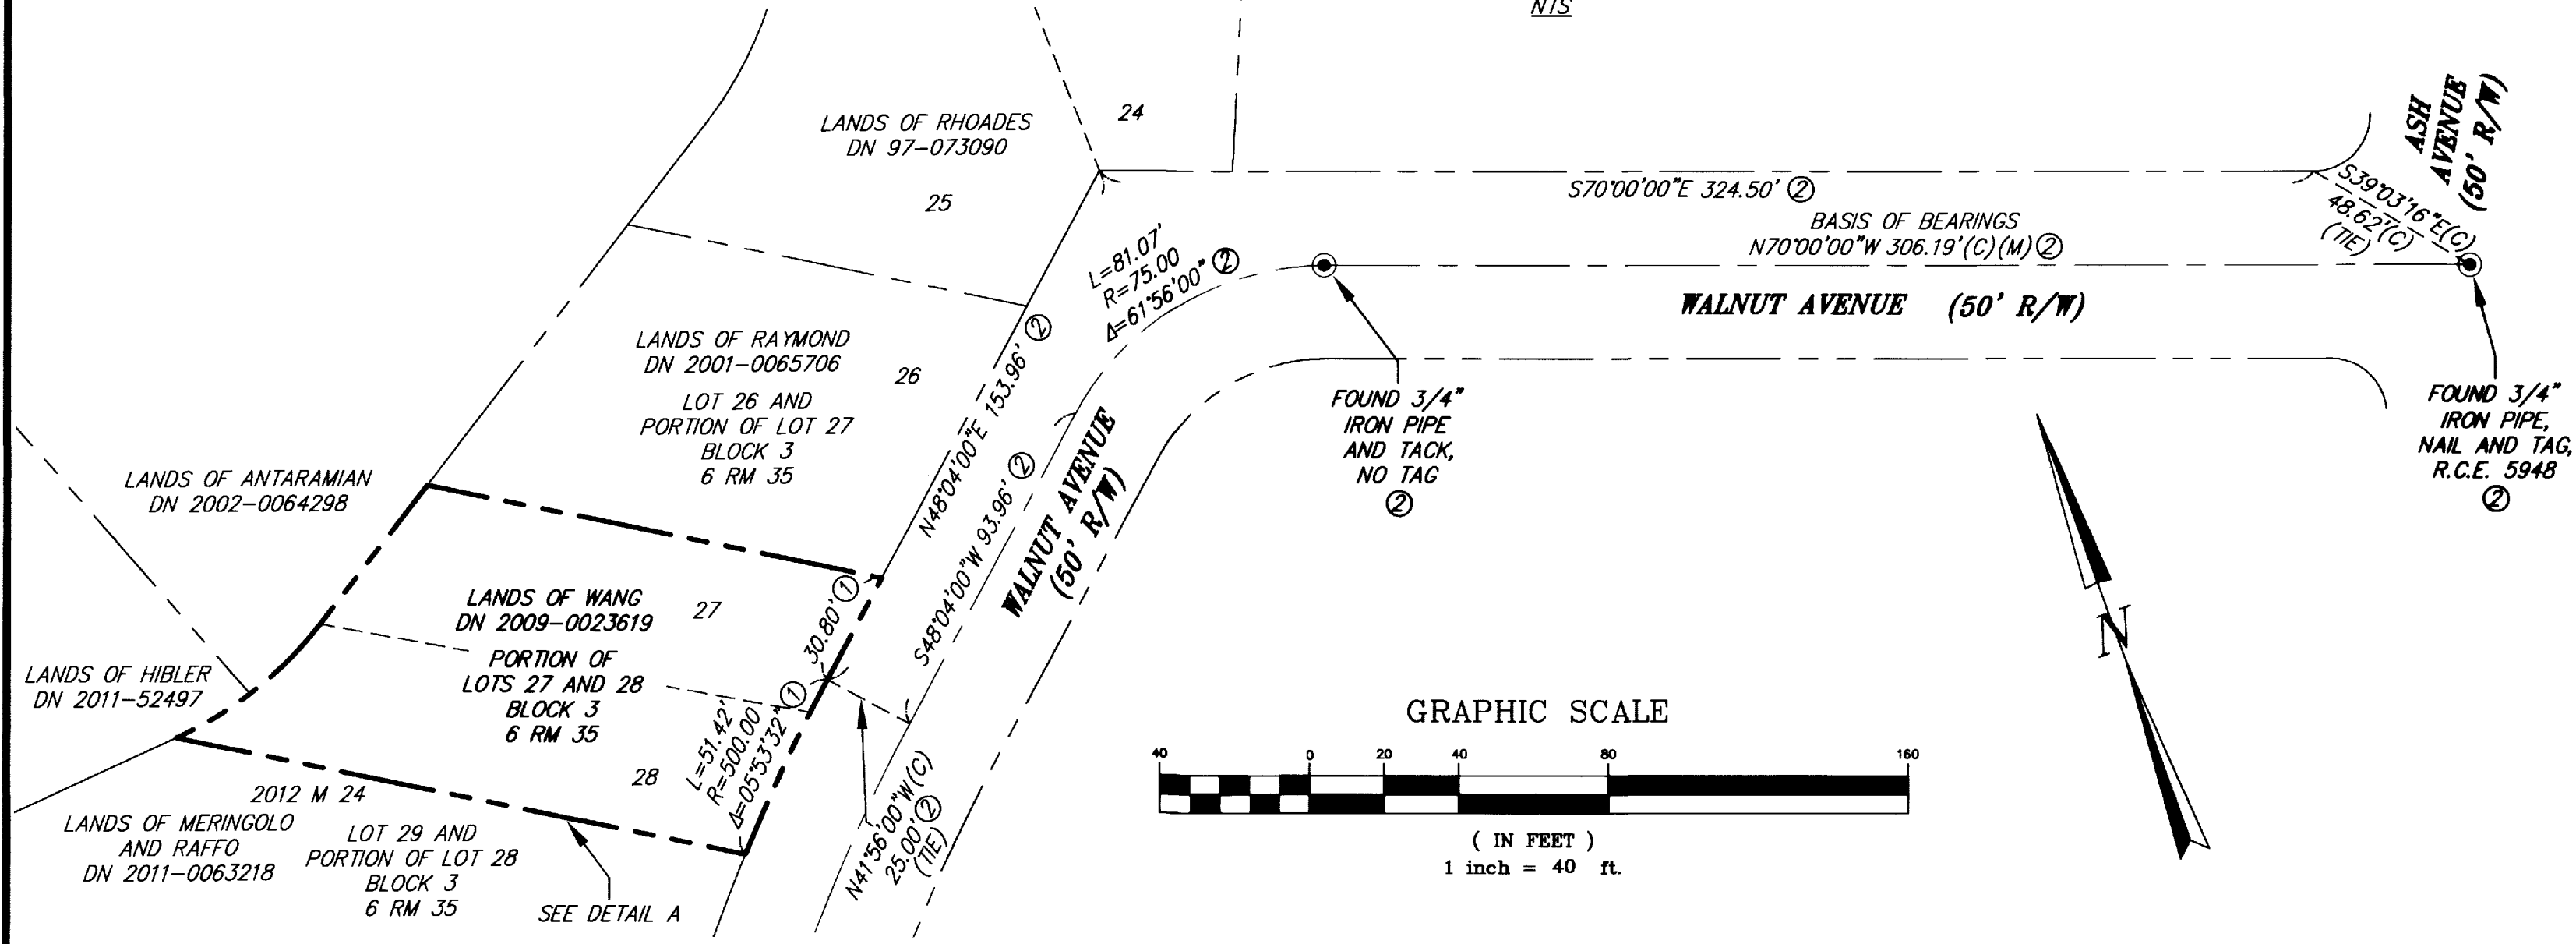 NTS
24
LANDS OF RHOADES
DN 97-073090
25
ASH
AVENUE
(50' R/W)
S70°00'00"E 324.50' ②
S39°03'16"E(C)
48.62'(C)
(TIE)
BASIS OF BEARINGS
N70°00'00"W 306.19'(C)(M) ②
L=81.07'
R=75.00
Δ=61°56'00" ②
WALNUT AVENUE (50' R/W)
LANDS OF RAYMOND
DN 2001-0065706
26
LOT 26 AND
PORTION OF LOT 27
BLOCK 3
6 RM 35
N48°04'00"E 153.96' ②
FOUND 3/4"
IRON PIPE
AND TACK,
NO TAG
②
FOUND 3/4"
IRON PIPE,
NAIL AND TAG,
R.C.E. 5948
②
LANDS OF ANTARAMIAN
DN 2002-0064298
S48°04'00"W 93.96' ②
WALNUT AVENUE
(50' R/W)
LANDS OF WANG
DN 2009-0023619
27
30.80' ①
PORTION OF
LOTS 27 AND 28
BLOCK 3
6 RM 35
LANDS OF HIBLER
DN 2011-52497
N
28
L=51.42'
R=500.00'
Δ=05°53'32" ①
N41°56'00"W(C)
25.00' ②
(TIE)
2012 M 24
LANDS OF MERINGOLO
AND RAFFO
DN 2011-0063218
LOT 29 AND
PORTION OF LOT 28
BLOCK 3
6 RM 35
SEE DETAIL A
GRAPHIC SCALE
40 0 20 40 80 160
( IN FEET )
1 inch = 40 ft.